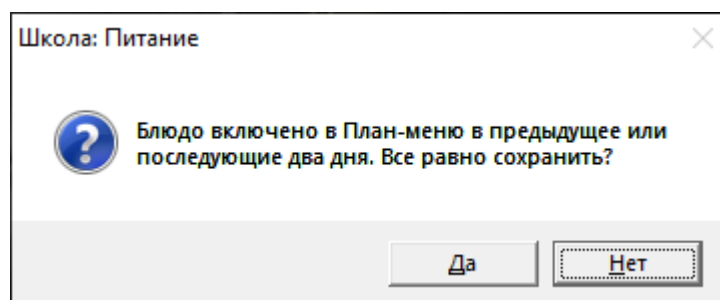 Школа: Питание
Блюдо включено в План-меню в предыдущее или
последующие два дня. Все равно сохранить?
Да
Нет